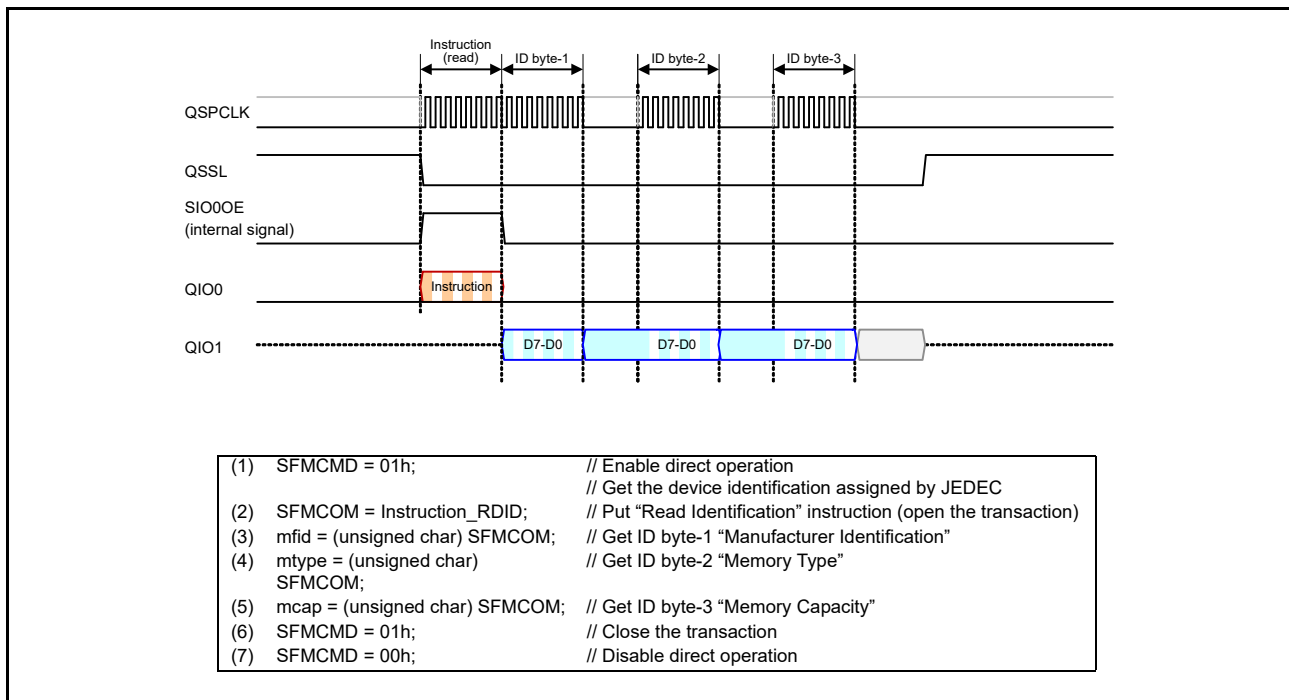 Instruction
(read)
ID byte-1
ID byte-2
ID byte-3
QSPCLK
QSSL
SIO0OE
(internal signal)
QIO0
Instruction
QIO1
D7-D0
D7-D0
D7-D0
(1) SFMCMD = 01h; // Enable direct operation
// Get the device identification assigned by JEDEC
(2) SFMCOM = Instruction_RDID; // Put “Read Identification” instruction (open the transaction)
(3) mfid = (unsigned char) SFMCOM; // Get ID byte-1 “Manufacturer Identification”
(4) mtype = (unsigned char) // Get ID byte-2 “Memory Type”
SFMCOM;
(5) mcap = (unsigned char) SFMCOM; // Get ID byte-3 “Memory Capacity”
(6) SFMCMD = 01h; // Close the transaction
(7) SFMCMD = 00h; // Disable direct operation